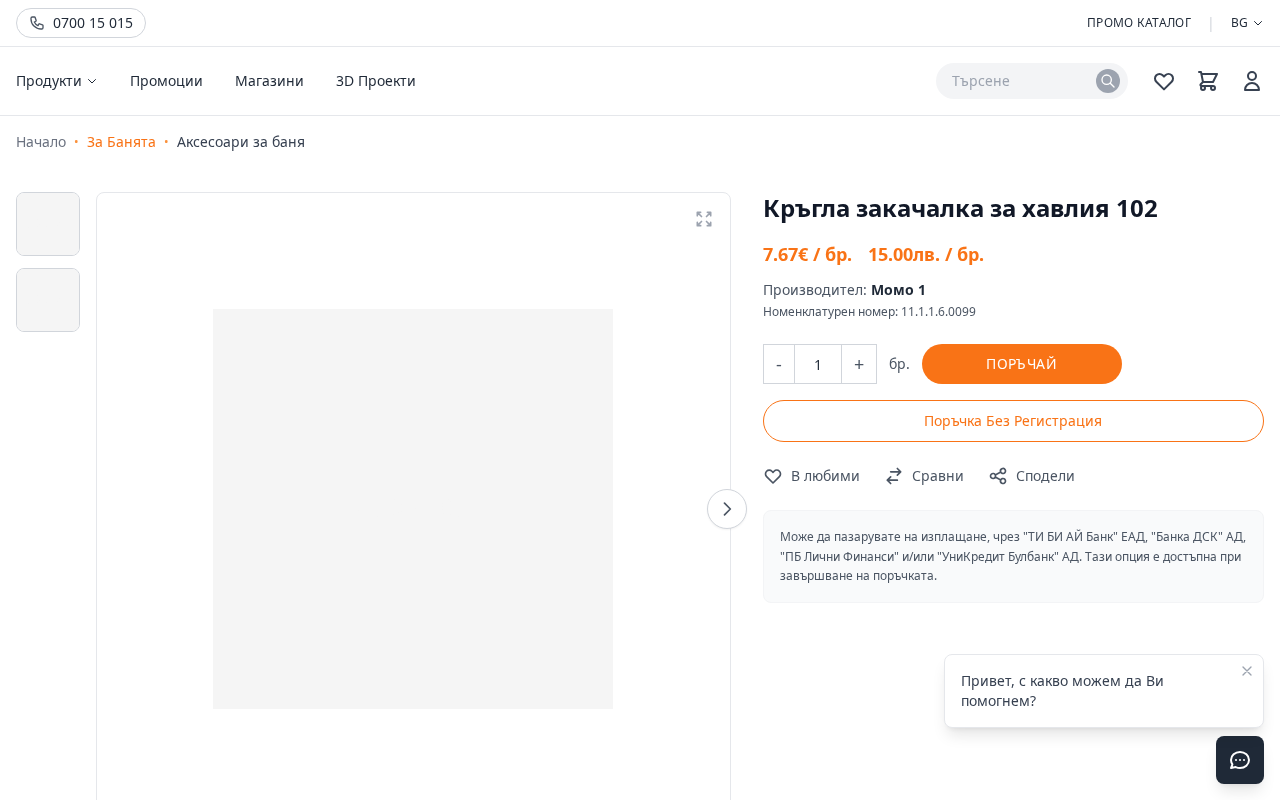 0700 15 015
ПРОМО КАТАЛОГ | BG
Продукти Промоции Магазини 3D Проекти Търсене
Начало • За Банята • Аксесоари за баня
Кръгла закачалка за хавлия 102
7.67€ / бр. 15.00лв. / бр.
Производител: Момо 1
Номенклатурен номер: 11.1.1.6.0099
- 1 + бр. ПОРЪЧАЙ
Поръчка Без Регистрация
В любими Сравни Сподели
Може да пазарувате на изплащане, чрез "ТИ БИ АЙ Банк" ЕАД, "Банка ДСК" АД,
"ПБ Лични Финанси" и/или "УниКредит Булбанк" АД. Тази опция е достъпна при
завършване на поръчката.
Привет, с какво можем да Ви
помогнем?